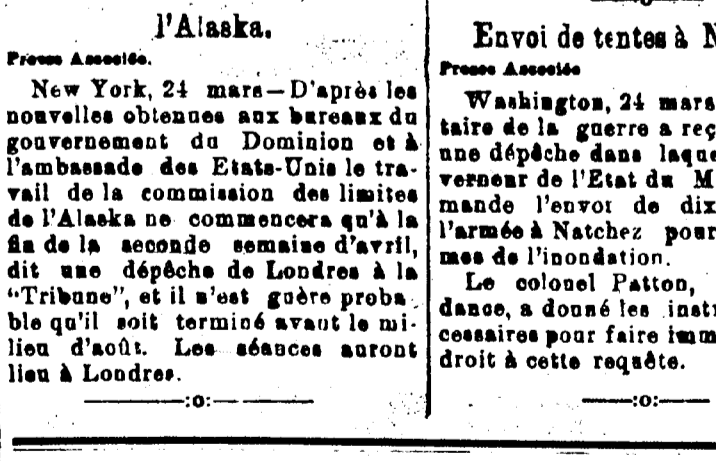 l'Alaska.
Presse Associée.
New York, 24 mars—D'après les
nouvelles obtenues aux bureaux du
gouvernement du Dominion et à
l'ambassade des Etats-Unis le tra-
vail de la commission des limites
de l'Alaska ne commencera qu'à la
fin de la seconde semaine d'avril,
dit une dépêche de Londres à la
"Tribune", et il n'est guère proba-
ble qu'il soit terminé avant le mi-
lieu d'août. Les séances auront
lieu à Londres.
——:o:——
Envoi de tentes à N
Presse Associée
Washington, 24 mars
taire de la guerre a reç
une dépêche dans laque
verneur de l'Etat du M
mande l'envoi de dix
l'armée à Natchez pour
mes de l'inondation.
Le colonel Patton,
dance, a donné les instr
cessaires pour faire imm
droit à cette requête.
——:o:——